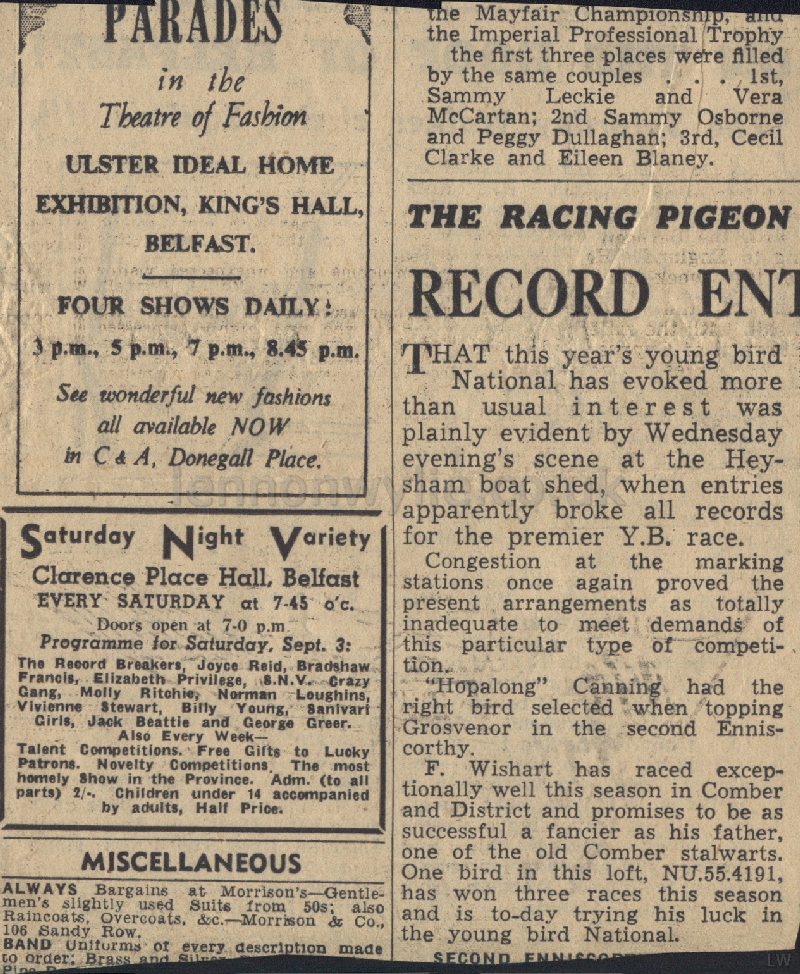 PARADES
in the
Theatre of Fashion
ULSTER IDEAL HOME
EXHIBITION, KING'S HALL,
BELFAST.
FOUR SHOWS DAILY!
3 p.m., 5 p.m., 7 p.m., 8.45 p.m.
See wonderful new fashions
all available NOW
in C & A, Donegall Place.
Saturday Night Variety
Clarence Place Hall, Belfast
EVERY SATURDAY at 7-45 o'c.
Doors open at 7-0 p.m
Programme for Saturday, Sept. 3:
The Record Breakers, Joyce Reid, Bradshaw
Francis, Elizabeth Privilege, S.N.V. Crazy
Gang, Molly Ritchie, Norman Loughins,
Vivienne Stewart, Billy Young, Sanivari
Girls, Jack Beattie and George Greer.
Also Every Week—
Talent Competitions. Free Gifts to Lucky
Patrons. Novelty Competitions. The most
homely Show in the Province. Adm. (to all
parts) 2/-. Children under 14 accompanied
by adults, Half Price.
MISCELLANEOUS
ALWAYS Bargains at Morrison's—Gentle-
men's slightly used Suits from 50s; also
Raincoats, Overcoats, &c.—Morrison & Co.,
106 Sandy Row.
BAND Uniforms of every description made
to order; Brass and Silver
the Mayfair Championship, and
the Imperial Professional Trophy
the first three places were filled
by the same couples . . . 1st,
Sammy Leckie and Vera
McCartan; 2nd Sammy Osborne
and Peggy Dullaghan; 3rd, Cecil
Clarke and Eileen Blaney.
THE RACING PIGEON
RECORD ENT
THAT this year's young bird
National has evoked more
than usual interest was
plainly evident by Wednesday
evening's scene at the Hey-
sham boat shed, when entries
apparently broke all records
for the premier Y.B. race.
Congestion at the marking
stations once again proved the
present arrangements as totally
inadequate to meet demands of
this particular type of competi-
tion.
"Hopalong" Canning had the
right bird selected when topping
Grosvenor in the second Ennis-
corthy.
F. Wishart has raced excep-
tionally well this season in Comber
and District and promises to be as
successful a fancier as his father,
one of the old Comber stalwarts.
One bird in this loft, NU.55.4191,
has won three races this season
and is to-day trying his luck in
the young bird National.
SECOND
LW